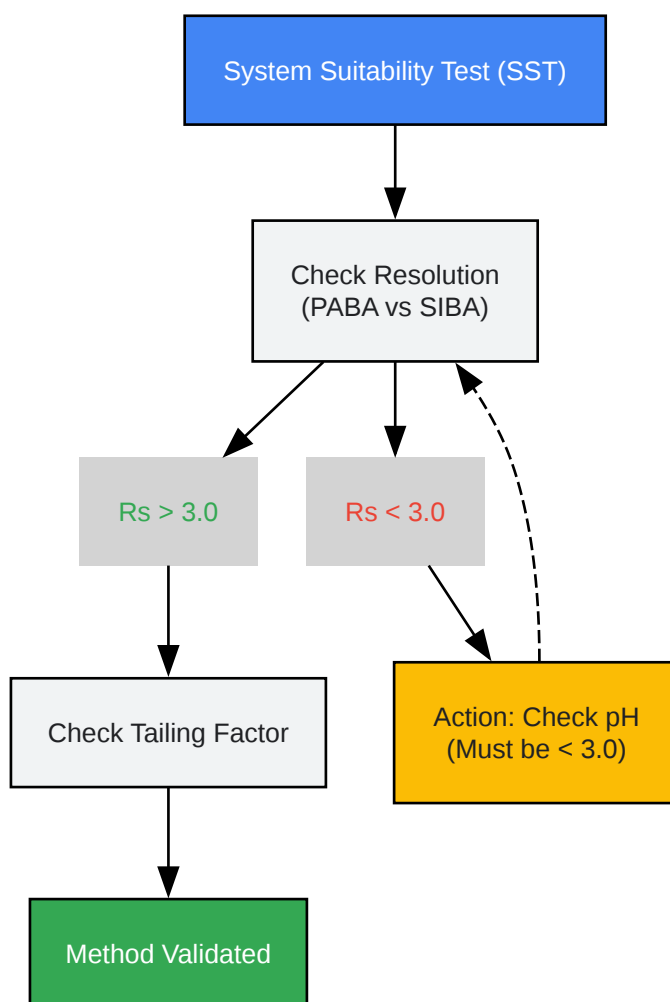 System Suitability Test (SST)
Check Resolution
(PABA vs SIBA)
Rs > 3.0
Rs < 3.0
Check Tailing Factor
Action: Check pH
(Must be < 3.0)
Method Validated